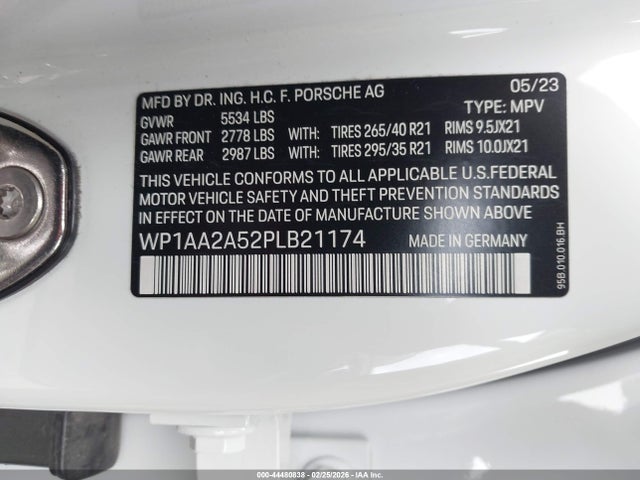 MFD BY DR. ING. H.C. F. PORSCHE AG 05/23
GVWR 5534 LBS TYPE: MPV
GAWR FRONT 2778 LBS WITH: TIRES 265/40 R21 RIMS 9.5JX21
GAWR REAR 2987 LBS WITH: TIRES 295/35 R21 RIMS 10.0JX21
THIS VEHICLE CONFORMS TO ALL APPLICABLE U.S.FEDERAL
MOTOR VEHICLE SAFETY AND THEFT PREVENTION STANDARDS
IN EFFECT ON THE DATE OF MANUFACTURE SHOWN ABOVE
WP1AA2A52PLB21174
95B.010.016.BH
000-44480838 - 02/25/2026 - IAA Inc.